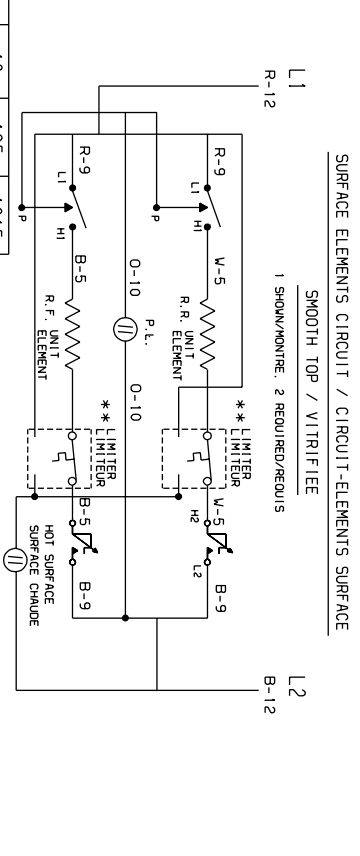 SURFACE ELEMENTS CIRCUIT / CIRCUIT-ELEMENTS SURFACE
SMOOTH TOP / VITRIFIEE
1 SHOWN/MONTRE. 2 REQUIRED/REQUIS
L1
R-12
L2
B-12
R-9
L1
H1
P
W-5
R.R. UNIT
ELEMENT
** LIMITER
LIMITEUR
W-5
H2
L2
B-9
O-10
P.L.
O-10
R-9
L1
H1
P
B-5
R.F. UNIT
ELEMENT
** LIMITER
LIMITEUR
B-5
B-9
HOT SURFACE
SURFACE CHAUDE